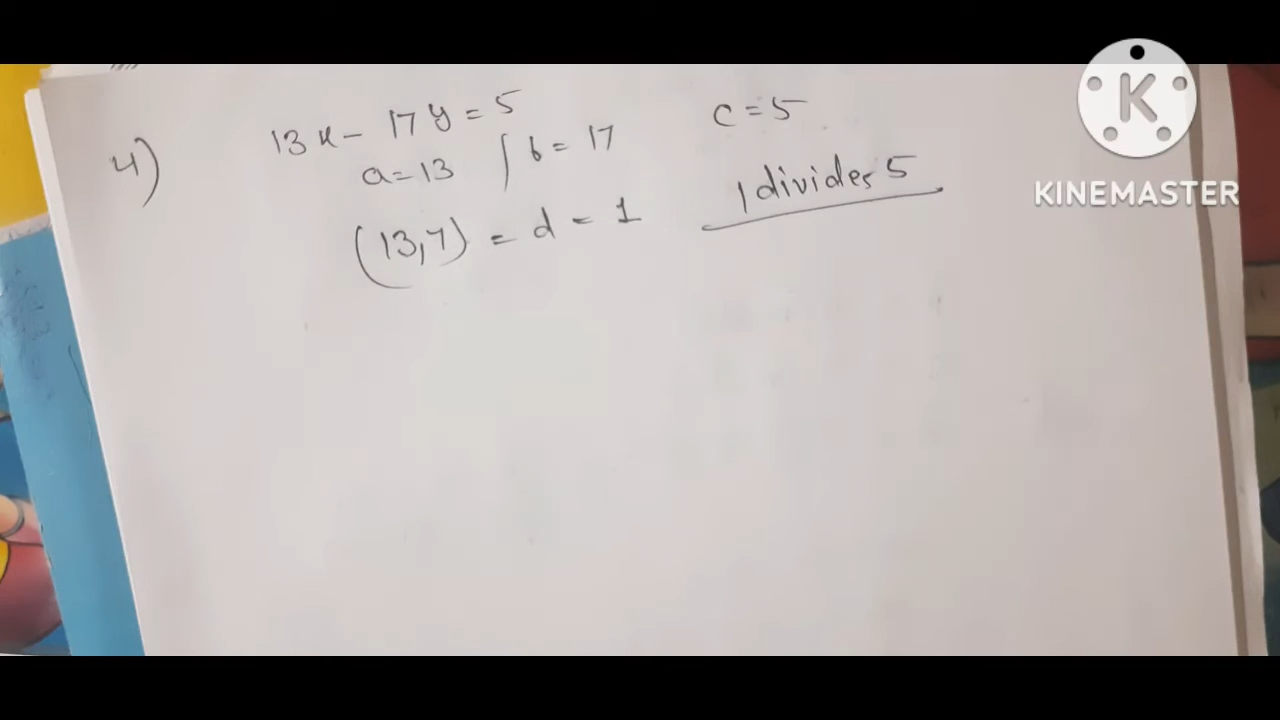 4) 13x - 17y = 5 c = 5
a = 13 / b = 17
(13,7) = d = 1 1 divides 5
KINEMASTER